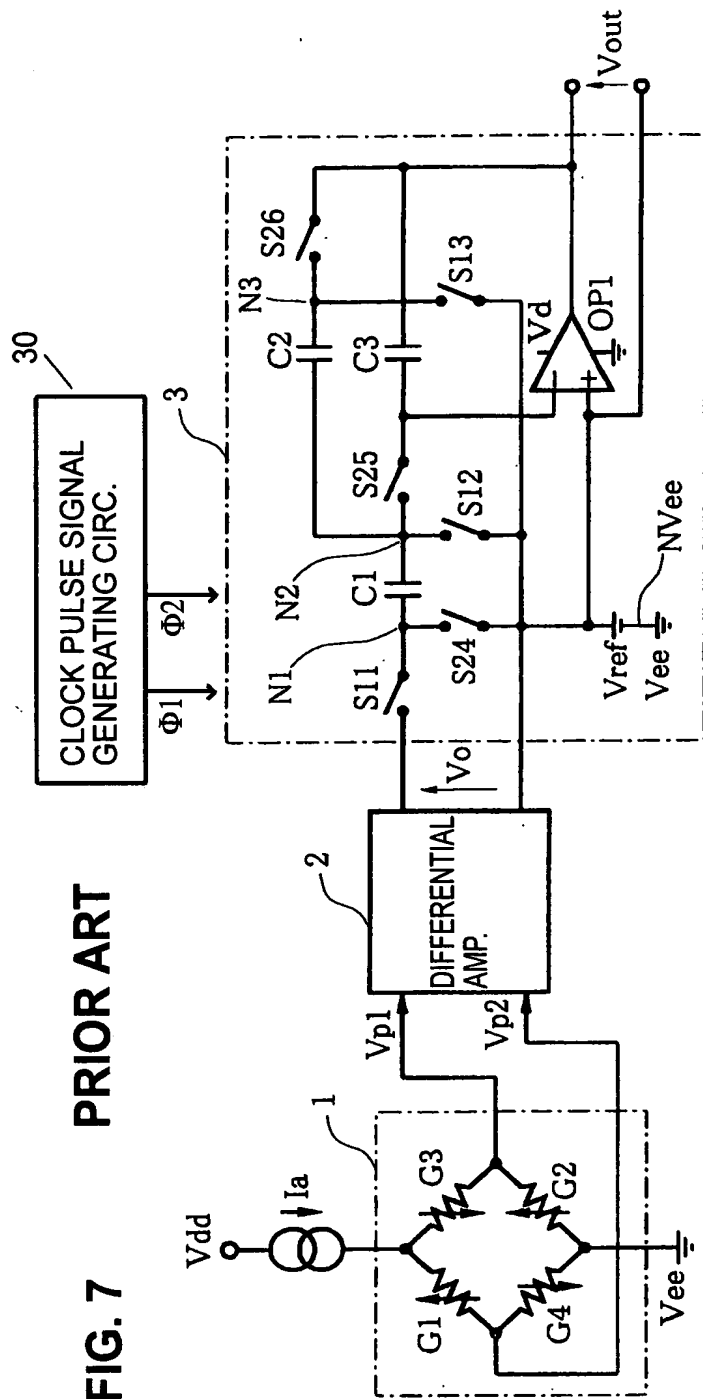 FIG. 7
PRIOR ART
30
CLOCK PULSE SIGNAL
GENERATING CIRC.
Φ1
Φ2
3
S26
N3
S13
C2
C3
Vd
OP1
Vout
S25
N2
S12
C1
N1
S24
S11
NVee
Vref
Vee
Vo
2
DIFFERENTIAL
AMP.
Vp1
Vp2
1
Vdd
Ia
G1
G3
G4
G2
Vee